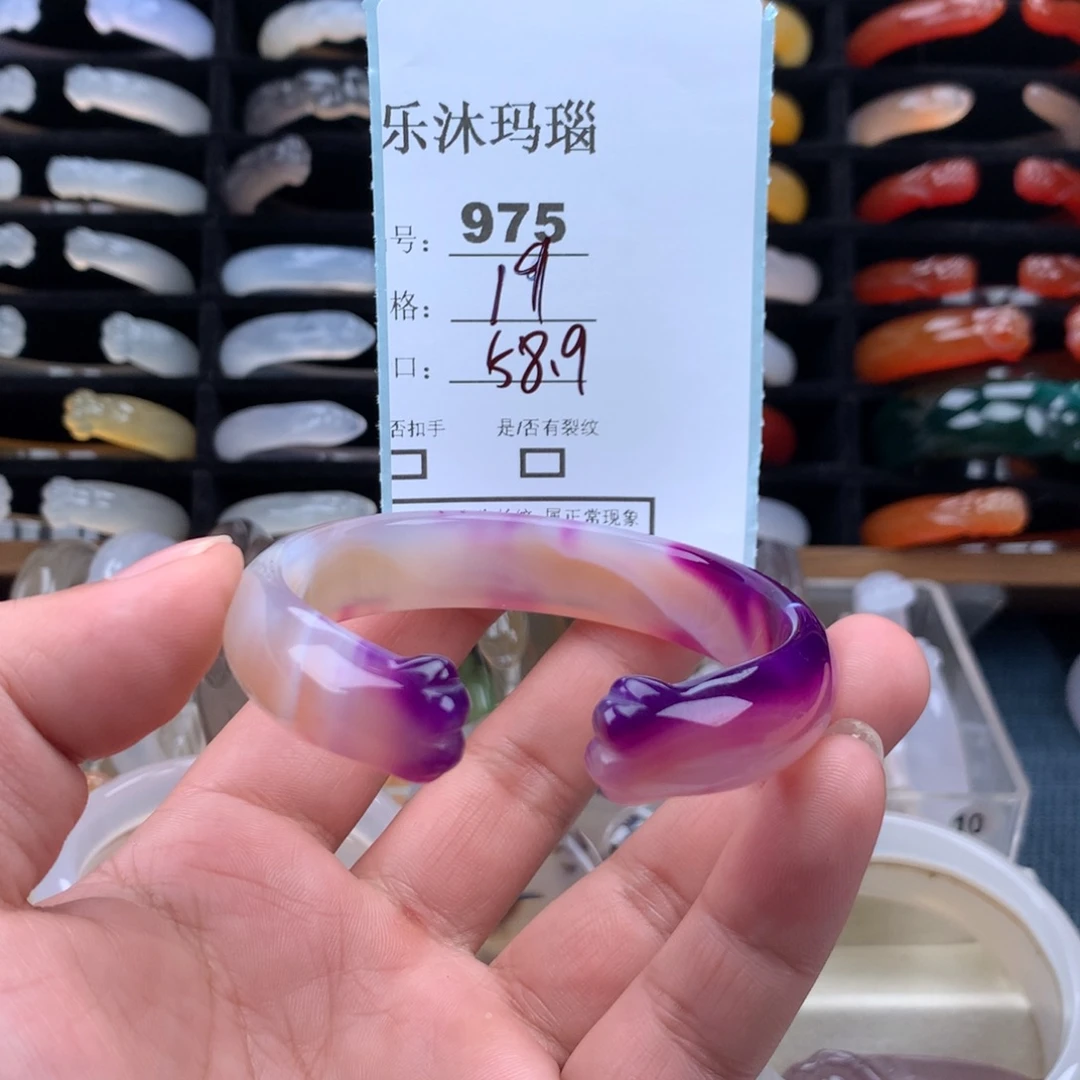 乐沐玛瑙
号： 975
格： 19
口： 58.9
否扣手 是/否有裂纹
属正常现象
10